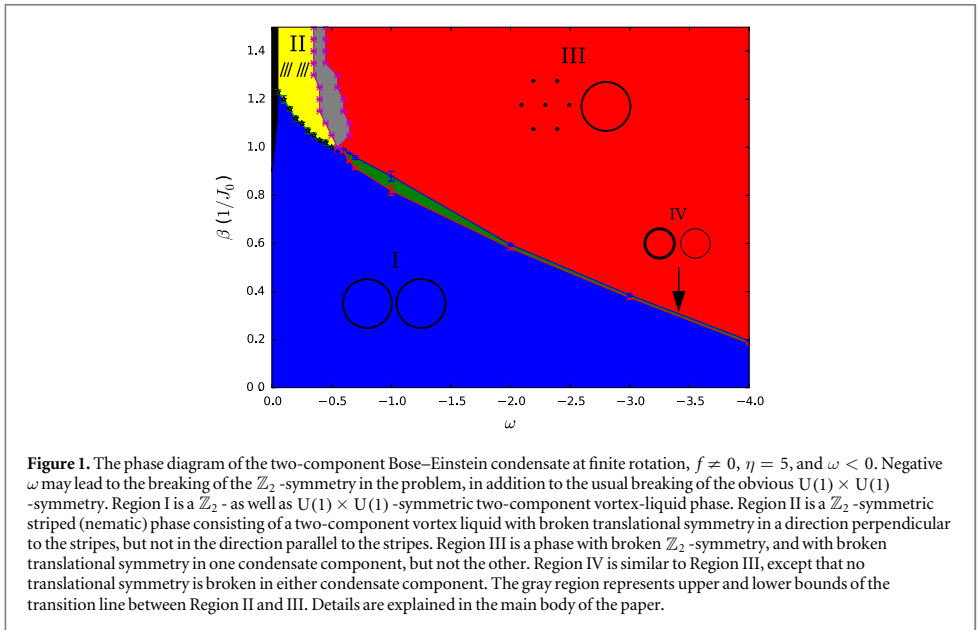 1.4
1.2
1.0
0.8
0.6
0.4
0.2
0 0
β (1/J₀)
II
III
IV
I
0.0
−0.5
−1.0
−1.5
−2.0
−2.5
−3.0
−3.5
−4.0
ω
Figure 1. The phase diagram of the two-component Bose–Einstein condensate at finite rotation, f ≠ 0, η = 5, and ω < 0. Negative
ω may lead to the breaking of the ℤ₂ -symmetry in the problem, in addition to the usual breaking of the obvious U(1) × U(1)
-symmetry. Region I is a ℤ₂ - as well as U(1) × U(1) -symmetric two-component vortex-liquid phase. Region II is a ℤ₂ -symmetric
striped (nematic) phase consisting of a two-component vortex liquid with broken translational symmetry in a direction perpendicular
to the stripes, but not in the direction parallel to the stripes. Region III is a phase with broken ℤ₂ -symmetry, and with broken
translational symmetry in one condensate component, but not the other. Region IV is similar to Region III, except that no
translational symmetry is broken in either condensate component. The gray region represents upper and lower bounds of the
transition line between Region II and III. Details are explained in the main body of the paper.